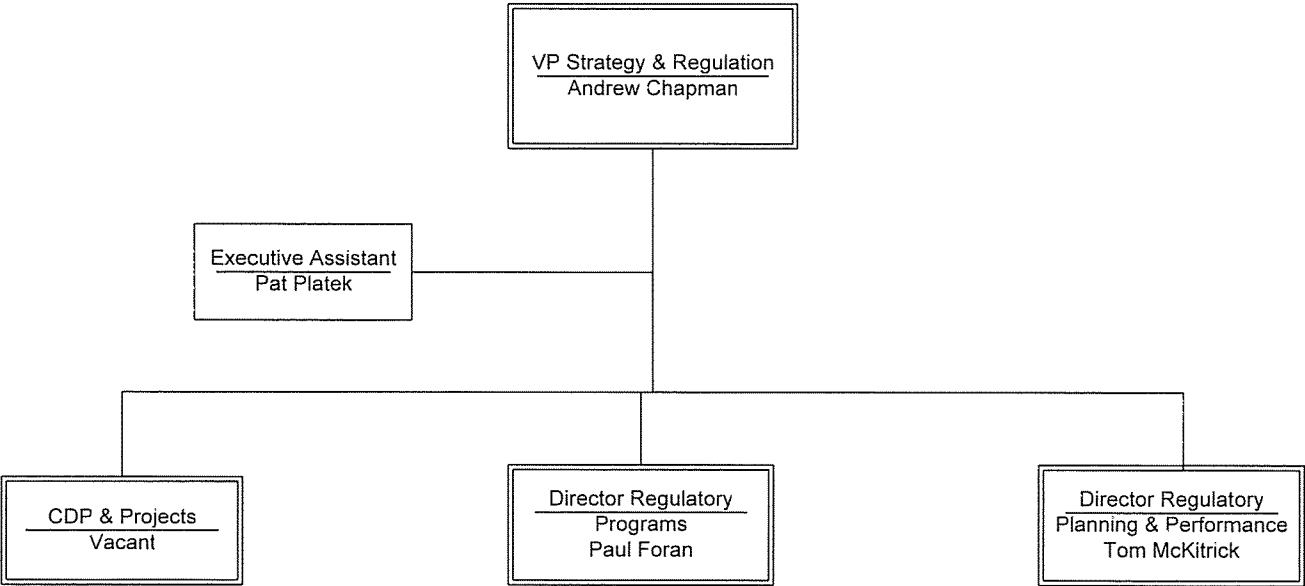 VP Strategy & Regulation
Andrew Chapman
Executive Assistant
Pat Platek
CDP & Projects
Vacant
Director Regulatory
Programs
Paul Foran
Director Regulatory
Planning & Performance
Tom McKitrick